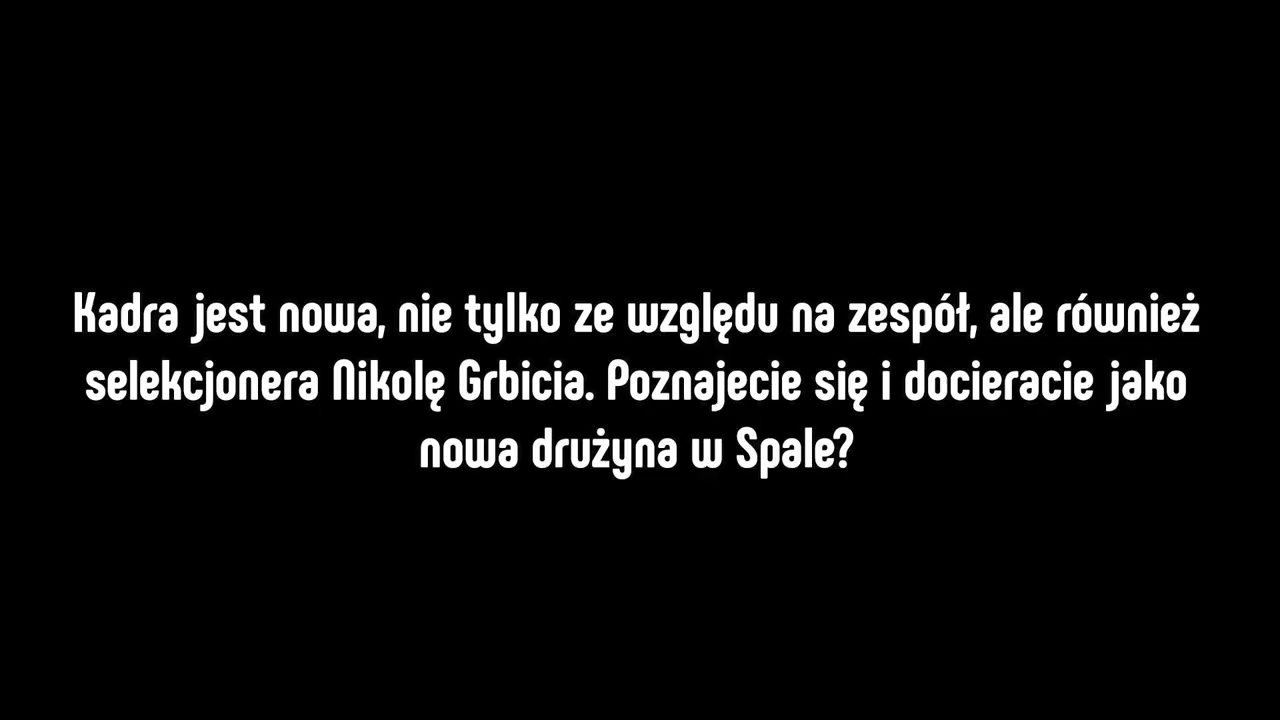 Kadra jest nowa, nie tylko ze względu na zespół, ale również
selekcjonera Nikolę Grbicia. Poznajecie się i docieracie jako
nowa drużyna w Spale?